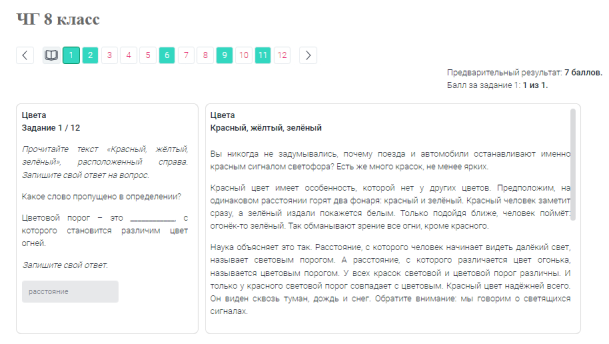 ЧГ 8 класс
1 2 3 4 5 6 7 8 9 10 11 12
Предварительный результат: 7 баллов.
Балл за задание 1: 1 из 1.
Цвета
Задание 1 / 12
Прочитайте текст «Красный, жёлтый,
зелёный», расположенный справа.
Запишите свой ответ на вопрос.
Какое слово пропущено в определении?
Цветовой порог – это ___________ с
которого становится различим цвет
огней.
Запишите свой ответ.
расстояние
Цвета
Красный, жёлтый, зелёный
Вы никогда не задумывались, почему поезда и автомобили останавливают именно
красным сигналом светофора? Есть же много красок, не менее ярких.
Красный цвет имеет особенность, которой нет у других цветов. Предположим, на
одинаковом расстоянии горят два фонаря: красный и зелёный. Красный человек заметит
сразу, а зелёный издали покажется белым. Только подойдя ближе, человек поймёт:
огонёк-то зелёный. Так обманывают зрение все огни, кроме красного.
Наука объясняет это так. Расстояние, с которого человек начинает видеть далёкий свет,
называет световым порогом. А расстояние, с которого различается цвет огонька,
называется цветовым порогом. У всех красок световой и цветовой порог различны. И
только у красного световой порог совпадает с цветовым. Красный цвет надёжней всего.
Он виден сквозь туман, дождь и снег. Обратите внимание: мы говорим о светящихся
сигналах.